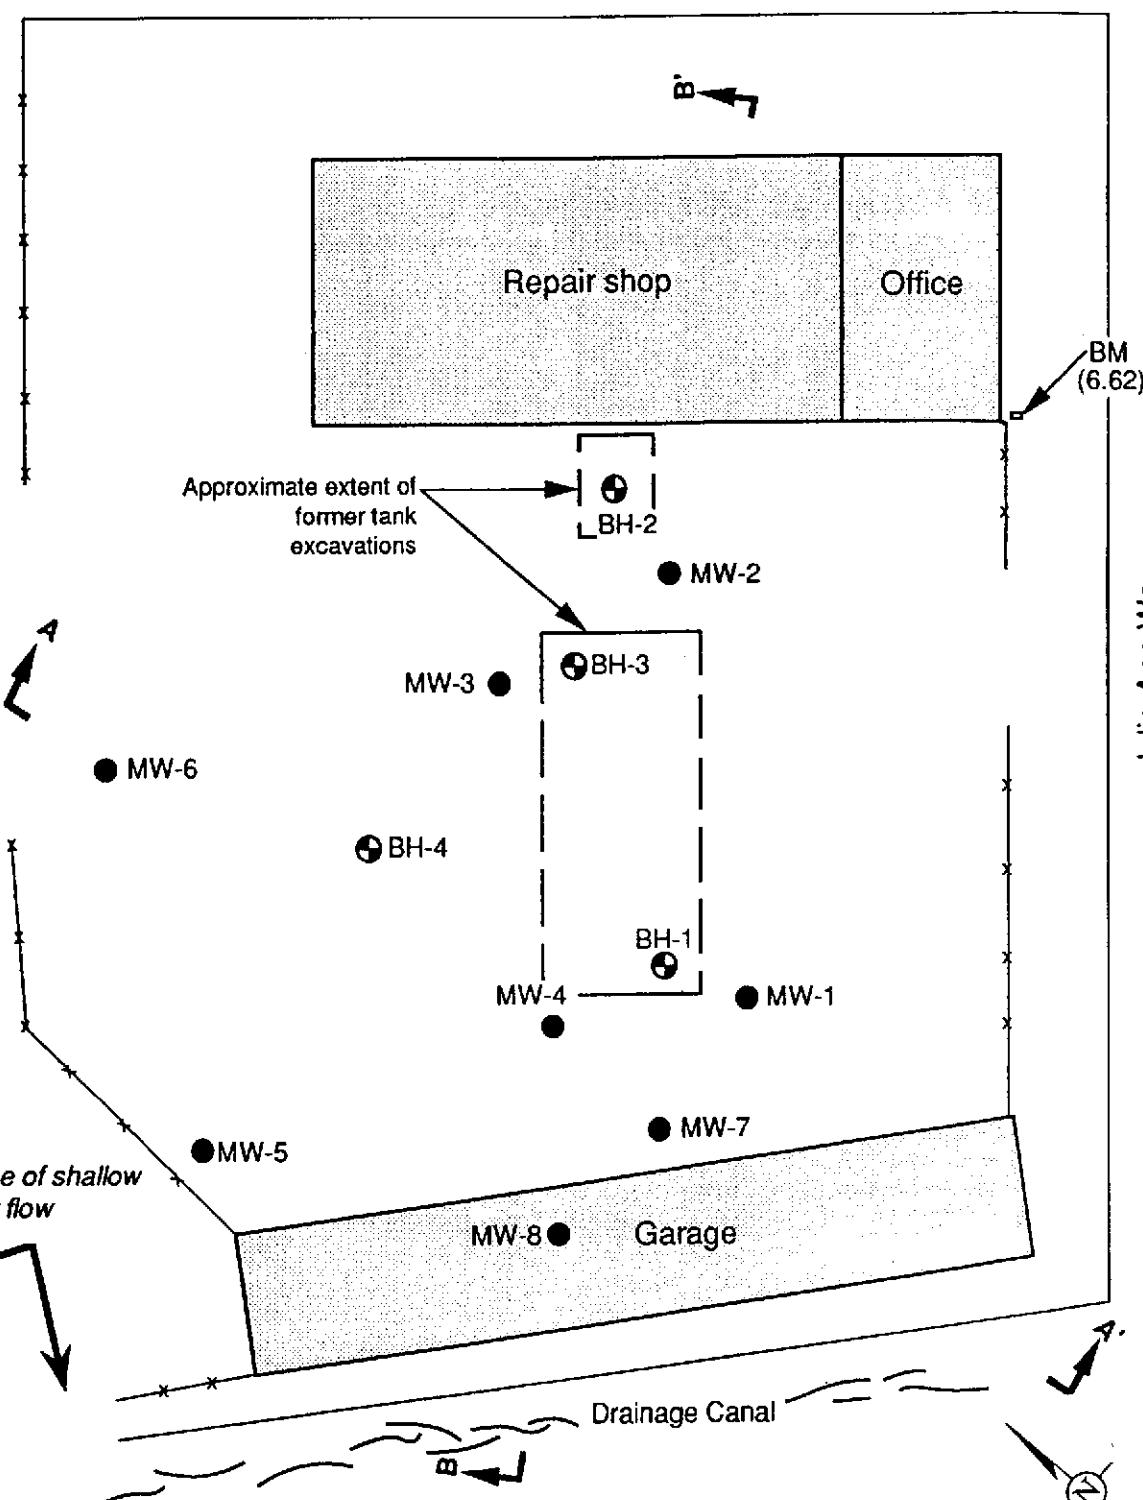 B'
Repair shop
Office
BM
(6.62)
Approximate extent of
former tank
excavations
BH-2
MW-2
A
BH-3
MW-3
MW-6
BH-4
BH-1
MW-4
MW-1
MW-7
MW-5
e of shallow
flow
MW-8
Garage
A'
Drainage Canal
B
N